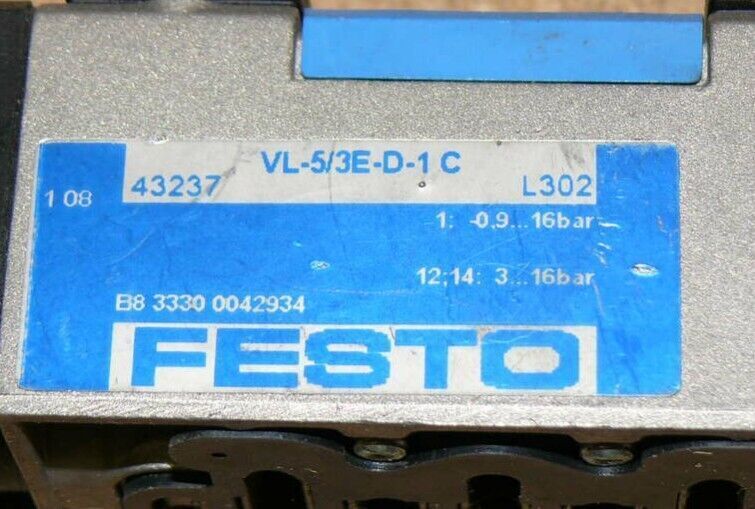 VL-5/3E-D-1 C
43237 L302
1 08
1: -0,9...16bar
12;14: 3...16bar
B8 3330 0042934
FESTO